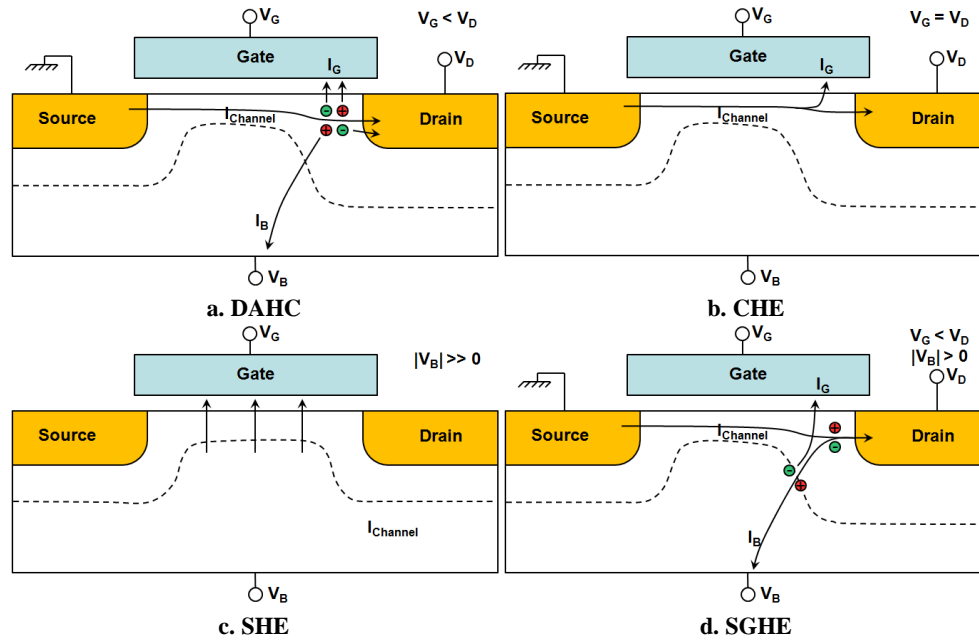 V_G
V_G < V_D
Gate
I_G
V_D
Source
I_Channel
Drain
I_B
V_B
a. DAHC
V_G
V_G = V_D
Gate
I_G
V_D
Source
I_Channel
Drain
V_B
b. CHE
V_G
|V_B| >> 0
Gate
Source
Drain
I_Channel
V_B
c. SHE
V_G
V_G < V_D
|V_B| > 0
Gate
I_G
V_D
Source
I_Channel
Drain
I_B
V_B
d. SGHE